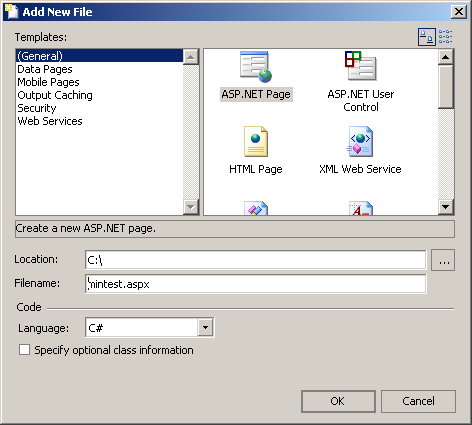 Add New File
Templates:
(General)
Data Pages
Mobile Pages
Output Caching
Security
Web Services
ASP.NET Page
ASP.NET User
Control
HTML Page
XML Web Service
Create a new ASP.NET page.
Location:
C:\
...
Filename:
mintest.aspx
Code
Language:
C#
Specify optional class information
OK
Cancel